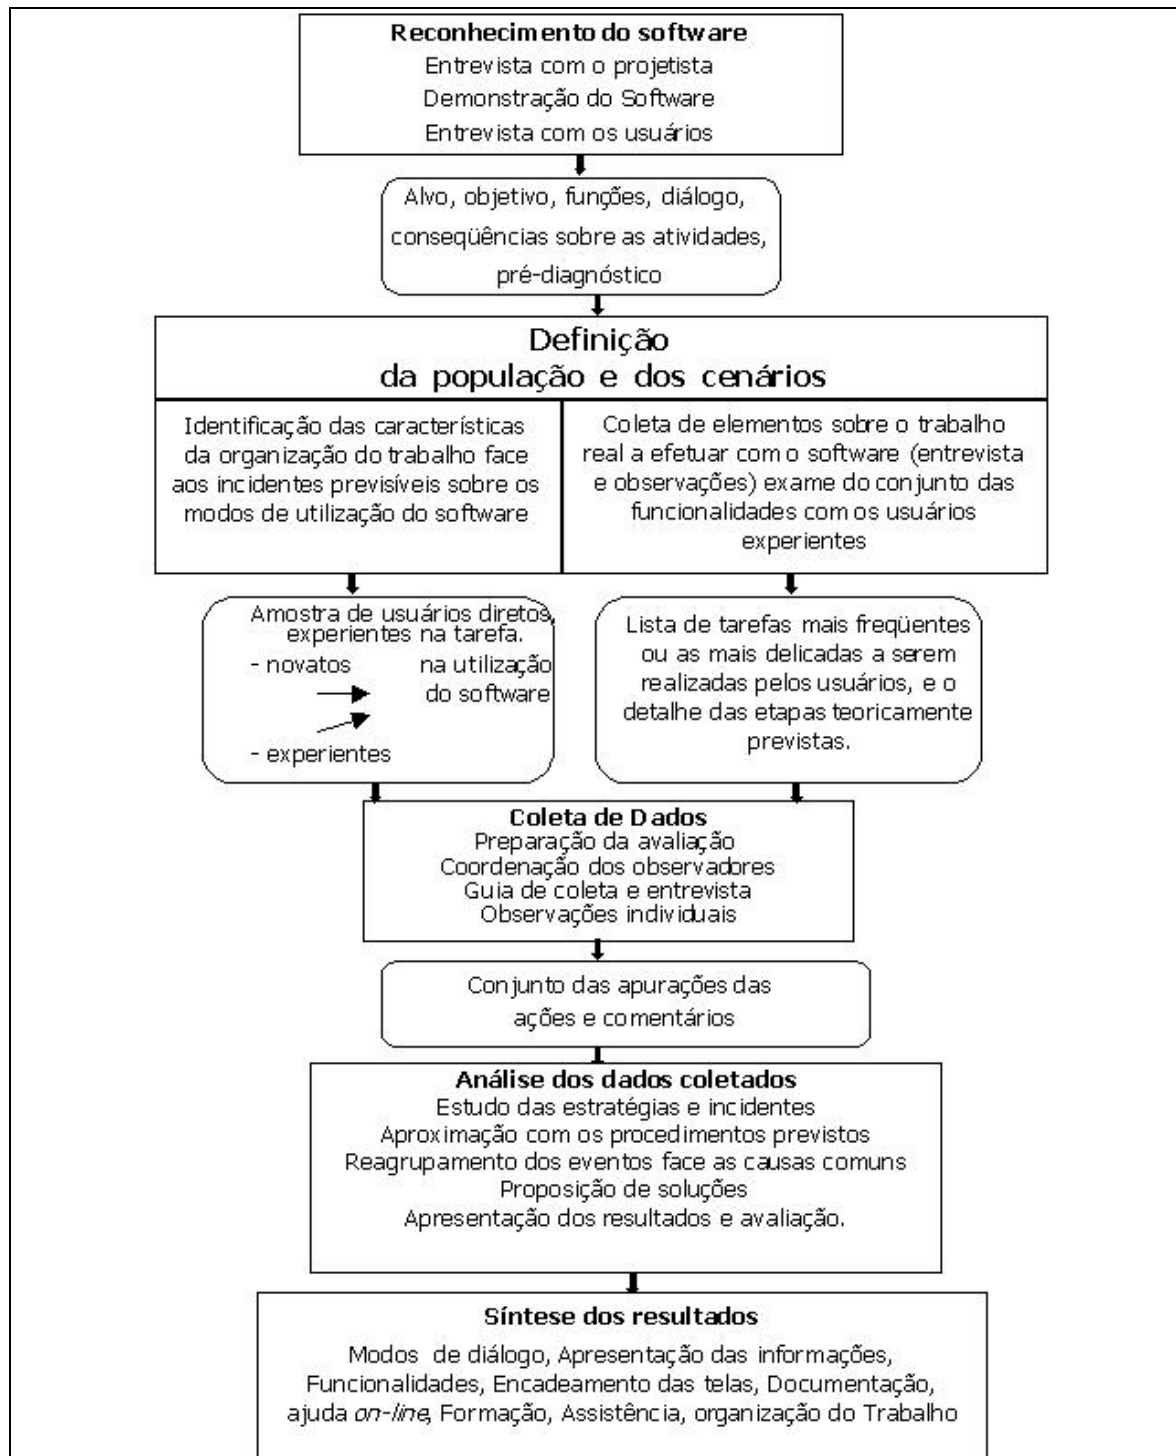 Reconhecimento do software
Entrevista com o projetista
Demonstração do Software
Entrevista com os usuários
Alvo, objetivo, funções, diálogo,
conseqüências sobre as atividades,
pré-diagnóstico
Definição
da população e dos cenários
Identificação das características
da organização do trabalho face
aos incidentes previsíveis sobre os
modos de utilização do software
Coleta de elementos sobre o trabalho
real a efetuar com o software (entrevista
e observações) exame do conjunto das
funcionalidades com os usuários
experientes
Amostra de usuários diretos,
experientes na tarefa.
- novatos na utilização
do software
- experientes
Lista de tarefas mais freqüentes
ou as mais delicadas a serem
realizadas pelos usuários, e o
detalhe das etapas teoricamente
previstas.
Coleta de Dados
Preparação da avaliação
Coordenação dos observadores
Guia de coleta e entrevista
Observações individuais
Conjunto das apurações das
ações e comentários
Análise dos dados coletados
Estudo das estratégias e incidentes
Aproximação com os procedimentos previstos
Reagrupamento dos eventos face as causas comuns
Proposição de soluções
Apresentação dos resultados e avaliação.
Síntese dos resultados
Modos de diálogo, Apresentação das informações,
Funcionalidades, Encadeamento das telas, Documentação,
ajuda on-line, Formação, Assistência, organização do Trabalho